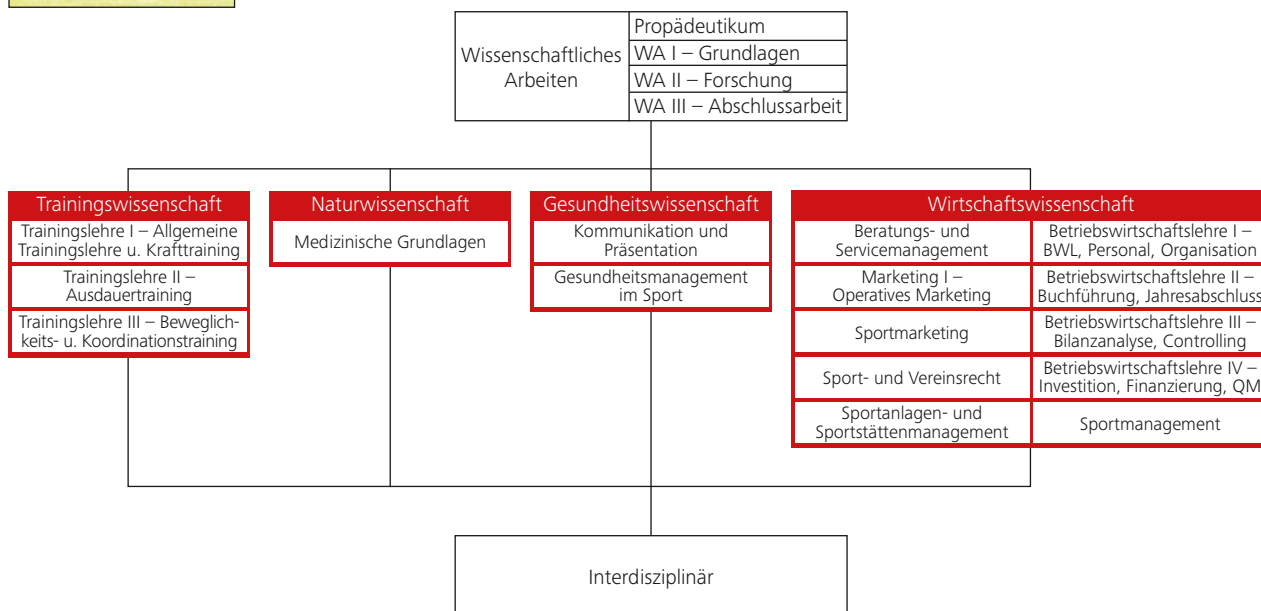 Wissenschaftliches
Arbeiten
Propädeutikum
WA I – Grundlagen
WA II – Forschung
WA III – Abschlussarbeit
Trainingswissenschaft
Trainingslehre I – Allgemeine
Trainingslehre u. Krafttraining
Trainingslehre II –
Ausdauertraining
Trainingslehre III – Beweglich-
keits- u. Koordinationstraining
Naturwissenschaft
Medizinische Grundlagen
Gesundheitswissenschaft
Kommunikation und
Präsentation
Gesundheitsmanagement
im Sport
Wirtschaftswissenschaft
Beratungs- und
Servicemanagement
Marketing I –
Operatives Marketing
Sportmarketing
Sport- und Vereinsrecht
Sportanlagen- und
Sportstättenmanagement
Betriebswirtschaftslehre I –
BWL, Personal, Organisation
Betriebswirtschaftslehre II –
Buchführung, Jahresabschluss
Betriebswirtschaftslehre III –
Bilanzanalyse, Controlling
Betriebswirtschaftslehre IV –
Investition, Finanzierung, QM
Sportmanagement
Interdisziplinär